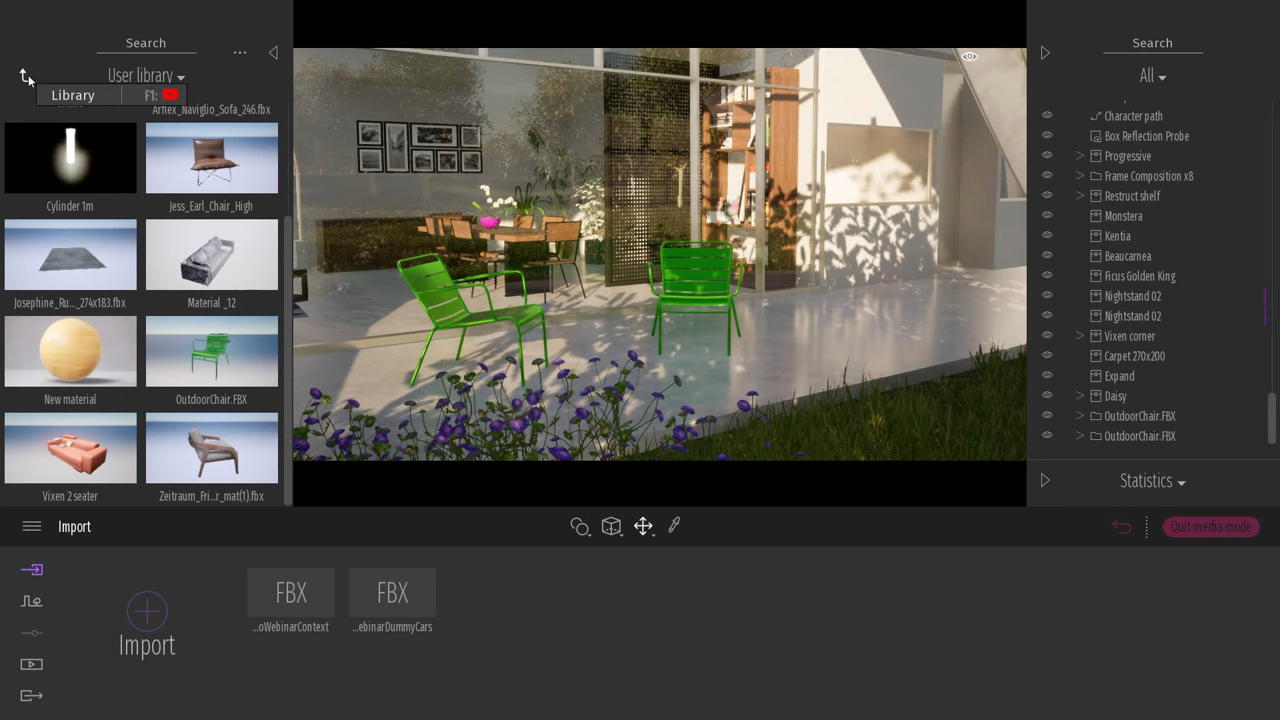 Search
...
User library
Library
F1:
Arflex_Naviglio_Sofa_246.fbx
Cylinder 1m
Jess_Earl_Chair_High
Josephine_Ru..._274x183.fbx
Material _12
New material
OutdoorChair.FBX
Vixen 2 seater
Zeitraum_Fri...r_mat(1).fbx
Search
All
Character path
Box Reflection Probe
Progressive
Frame Composition x8
Restruct shelf
Monstera
Kentia
Beaucarnea
Ficus Golden King
Nightstand 02
Nightstand 02
Vixen corner
Carpet 270x200
Expand
Daisy
OutdoorChair.FBX
OutdoorChair.FBX
Statistics
Import
Quit media mode
Import
FBX
...oWebinarContext
FBX
...ebinarDummyCars